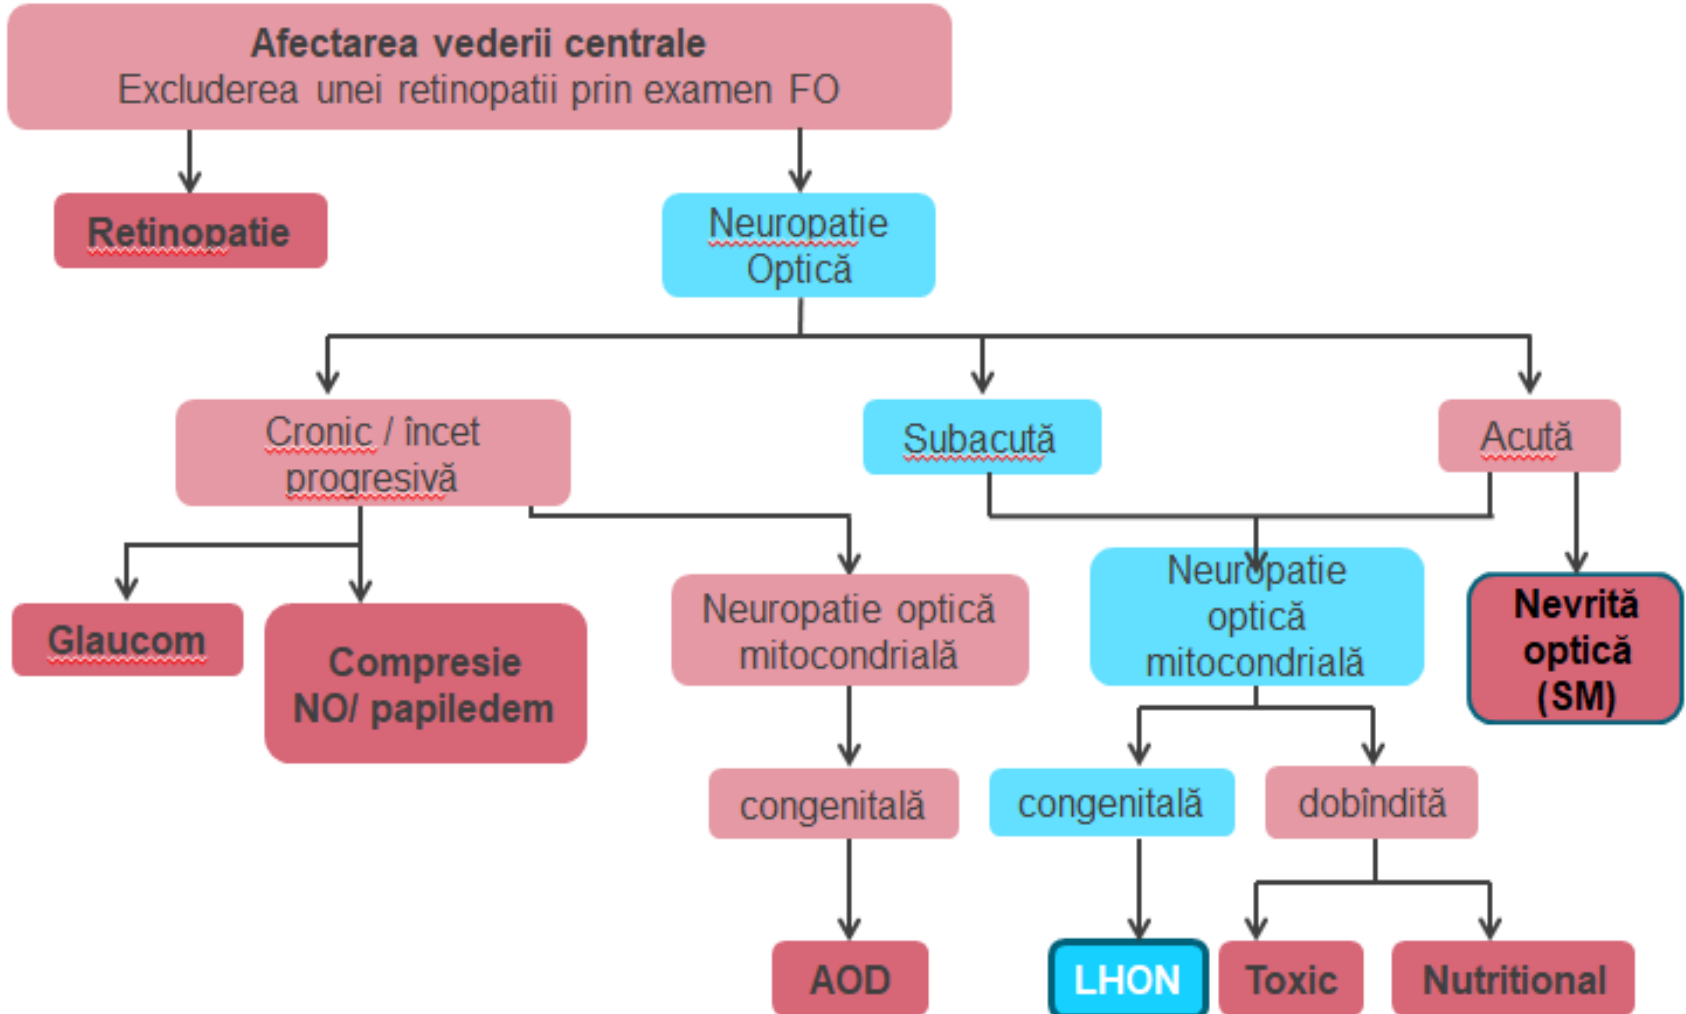 Afectarea vederii centrale
Excluderea unei retinopatii prin examen FO
Retinopatie
Neuropatie
Optică
Cronic / încet
progresivă
Subacută
Acută
Glaucom
Compresie
NO/ papiledem
Neuropatie optică
mitocondrială
Neuropatie
optică
mitocondrială
Nevrită
optică
(SM)
congenitală
congenitală
dobîndită
AOD
LHON
Toxic
Nutritional